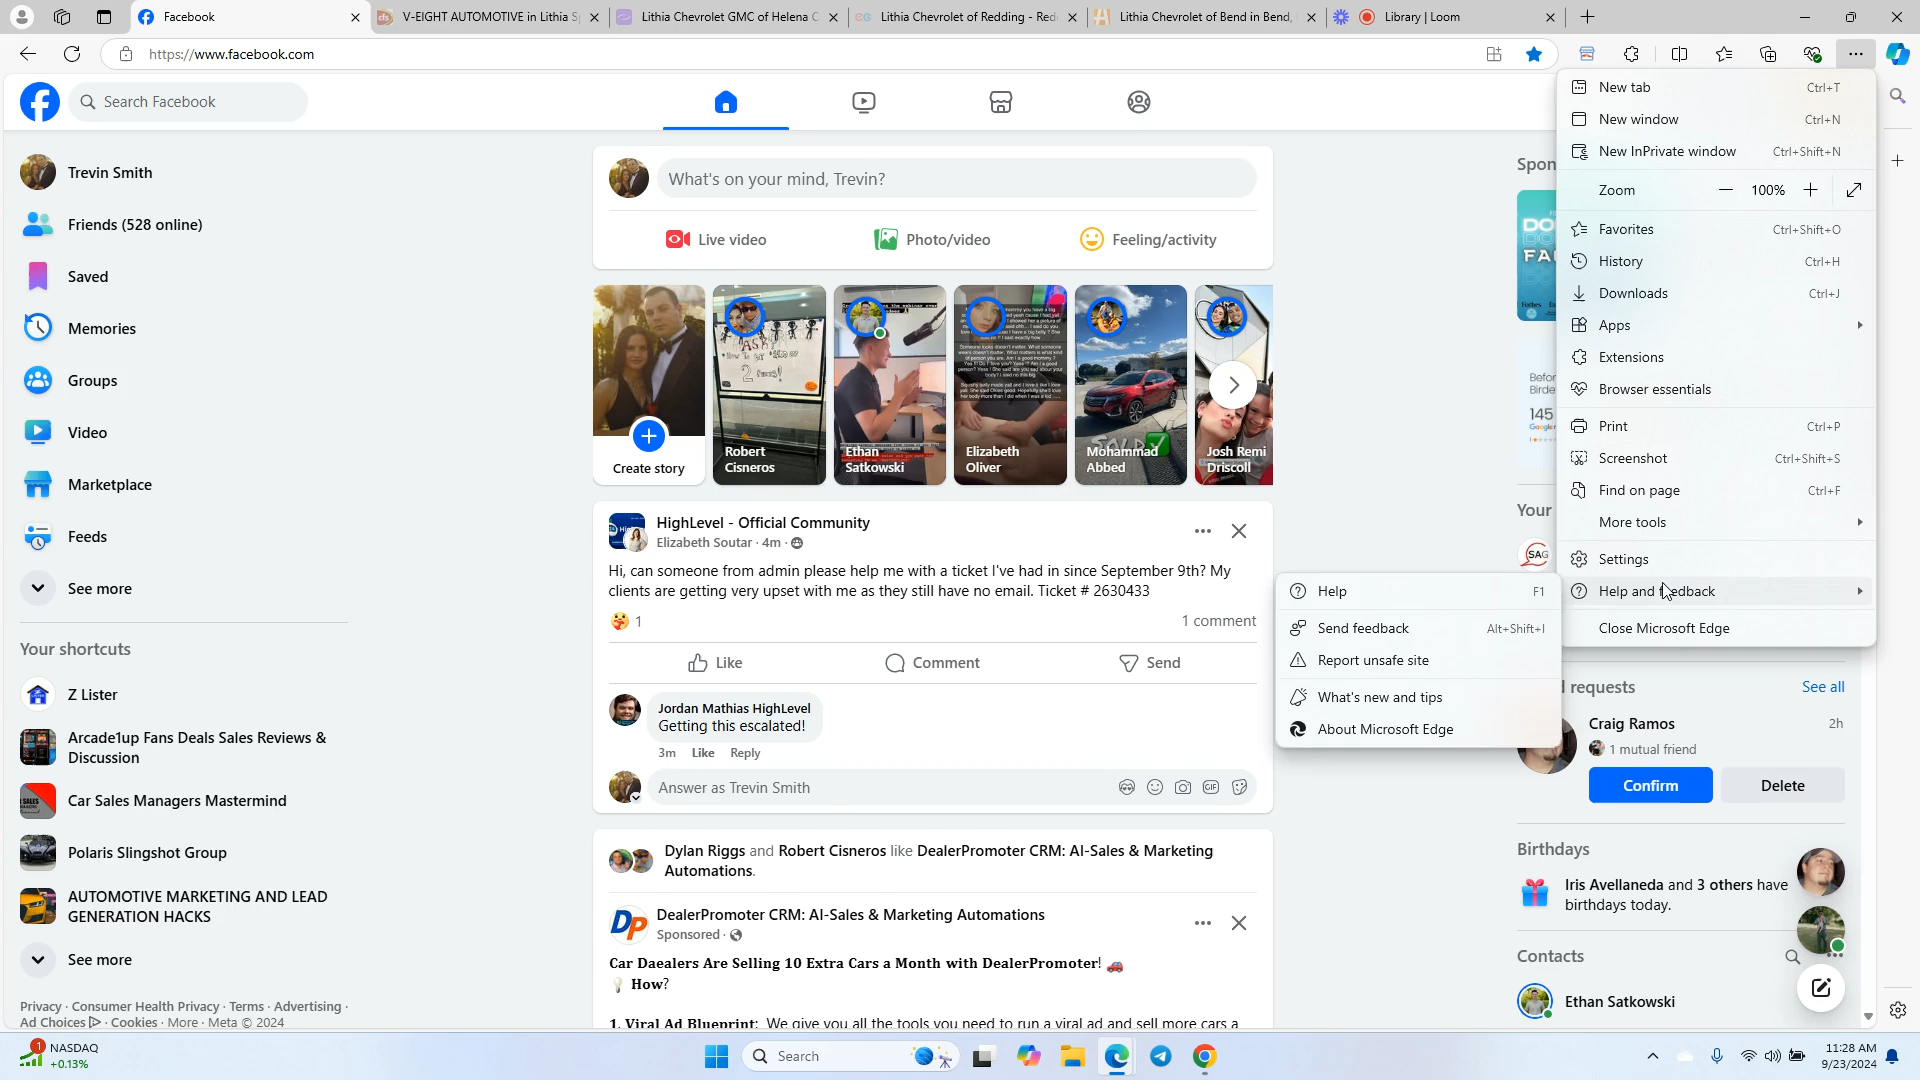 Facebook
V-EIGHT AUTOMOTIVE in Lithia S
Lithia Chevrolet GMC of Helena C
Lithia Chevrolet of Redding - Red
Lithia Chevrolet of Bend in Bend,
Library | Loom
https://www.facebook.com
Search Facebook
Trevin Smith
Friends (528 online)
Saved
Memories
Groups
Video
Marketplace
Feeds
See more
Your shortcuts
Z Lister
Arcade1up Fans Deals Sales Reviews &
Discussion
Car Sales Managers Mastermind
Polaris Slingshot Group
AUTOMOTIVE MARKETING AND LEAD
GENERATION HACKS
See more
Privacy · Consumer Health Privacy · Terms · Advertising ·
Ad Choices · Cookies · More · Meta © 2024
What's on your mind, Trevin?
Live video
Photo/video
Feeling/activity
Create story
Robert
Cisneros
Ethan
Satkowski
Elizabeth
Oliver
SOLD
Mohammad
Abbed
Josh Remi
Driscoll
HighLevel - Official Community
Elizabeth Soutar · 4m ·
Hi, can someone from admin please help me with a ticket I've had in since September 9th? My
clients are getting very upset with me as they still have no email. Ticket # 2630433
1
1 comment
Like
Comment
Send
Jordan Mathias HighLevel
Getting this escalated!
3m Like Reply
Answer as Trevin Smith
GIF
Dylan Riggs and Robert Cisneros like DealerPromoter CRM: AI-Sales & Marketing
Automations.
DP
DealerPromoter CRM: AI-Sales & Marketing Automations
Sponsored ·
Car Daealers Are Selling 10 Extra Cars a Month with DealerPromoter!
How?
1. Viral Ad Blueprint: We give you all the tools you need to run a viral ad and sell more cars a
New tab Ctrl+T
New window Ctrl+N
New InPrivate window Ctrl+Shift+N
Zoom 100%
Favorites Ctrl+Shift+O
History Ctrl+H
Downloads Ctrl+J
Apps
Extensions
Browser essentials
Print Ctrl+P
Screenshot Ctrl+Shift+S
Find on page Ctrl+F
More tools
Settings
Help and feedback
Close Microsoft Edge
Help F1
Send feedback Alt+Shift+I
Report unsafe site
What's new and tips
About Microsoft Edge
Spon
Forbes
Befor
Birde
145
Your
SAG
requests
See all
Craig Ramos
2h
1 mutual friend
Confirm
Delete
Birthdays
Iris Avellaneda and 3 others have
birthdays today.
Contacts
Ethan Satkowski
1
NASDAQ
+0.13%
Search
11:28 AM
9/23/2024